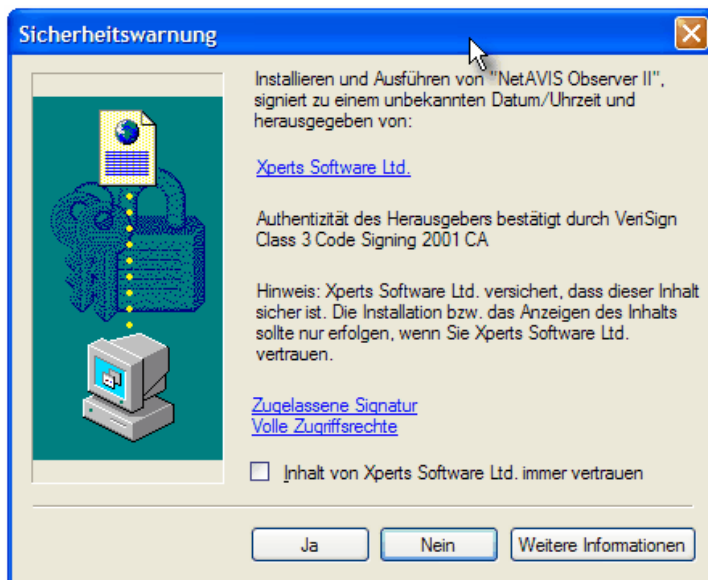 Sicherheitswarnung
Installieren und Ausführen von "NetAVIS Observer II",
signiert zu einem unbekannten Datum/Uhrzeit und
herausgegeben von:
Xperts Software Ltd.
Authentizität des Herausgebers bestätigt durch VeriSign
Class 3 Code Signing 2001 CA
Hinweis: Xperts Software Ltd. versichert, dass dieser Inhalt
sicher ist. Die Installation bzw. das Anzeigen des Inhalts
sollte nur erfolgen, wenn Sie Xperts Software Ltd.
vertrauen.
Zugelassene Signatur
Volle Zugriffsrechte
Inhalt von Xperts Software Ltd. immer vertrauen
Ja
Nein
Weitere Informationen